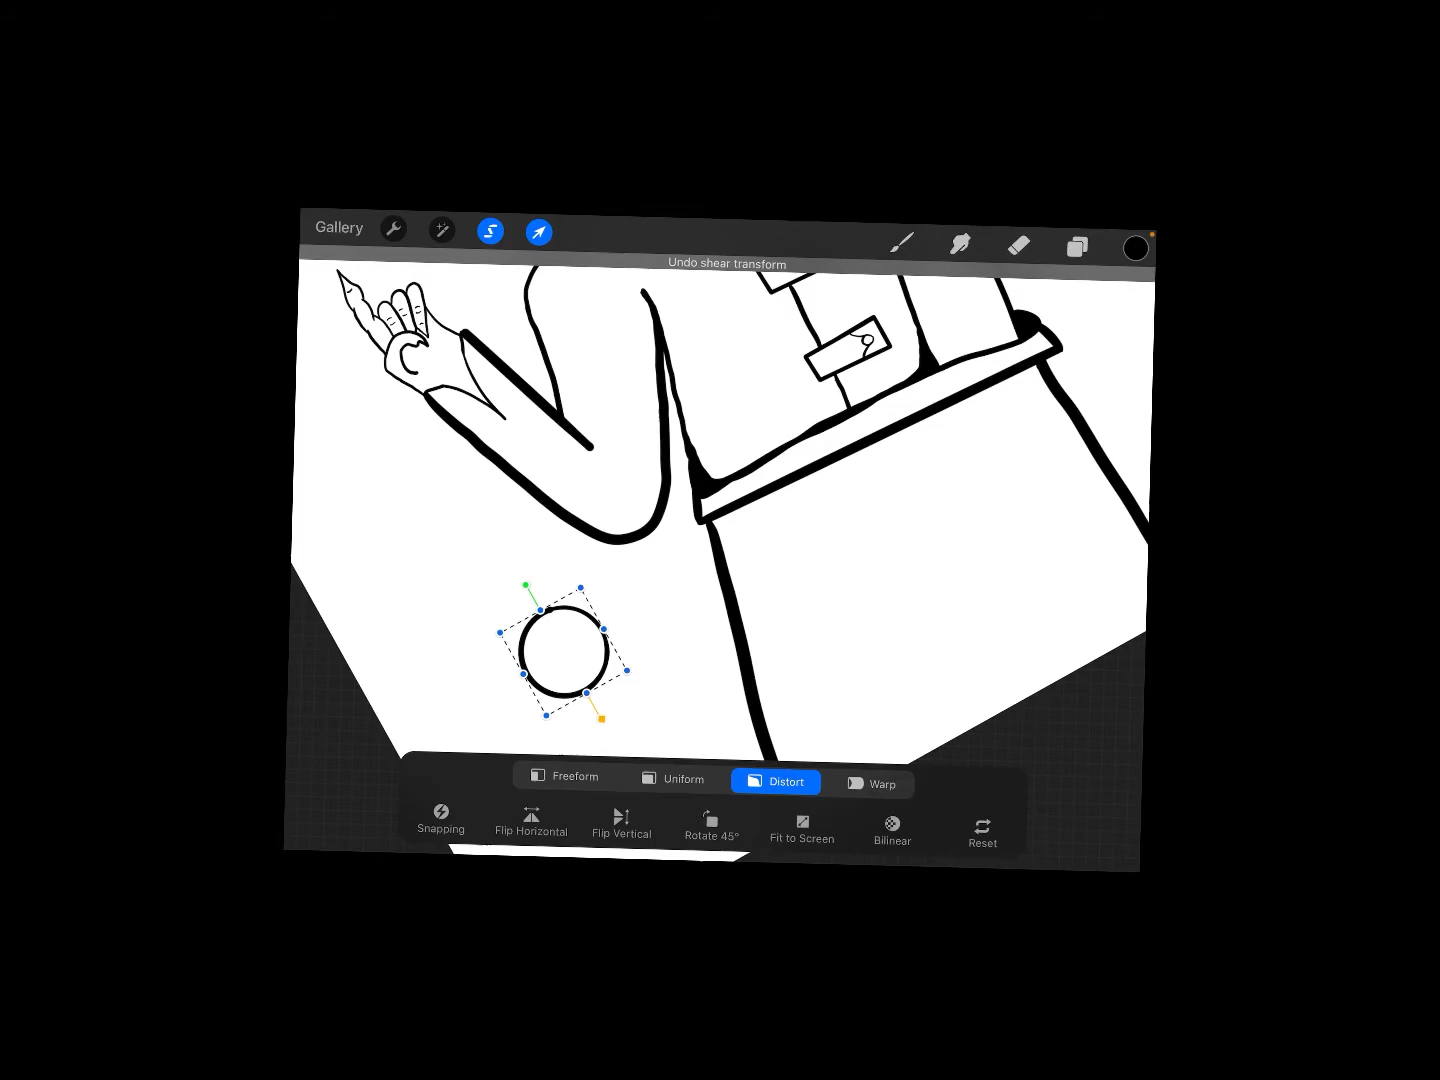 Gallery
Undo shear transform
Freeform Uniform Distort Warp
Snapping Flip Horizontal Flip Vertical Rotate 45° Fit to Screen Bilinear Reset